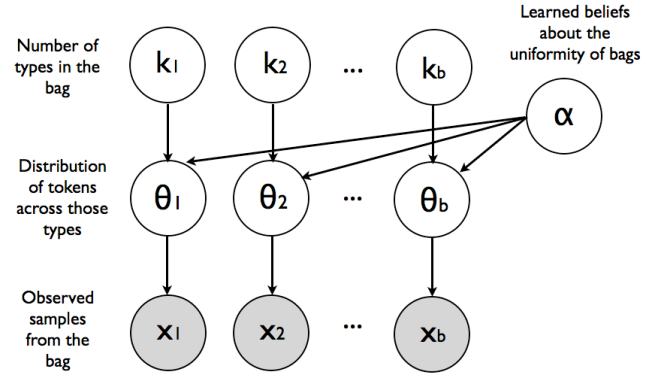 Number of
types in the
bag
k1
k2
...
kb
Learned beliefs
about the
uniformity of bags
α
Distribution
of tokens
across those
types
θ1
θ2
...
θb
Observed
samples
from the
bag
x1
x2
...
xb